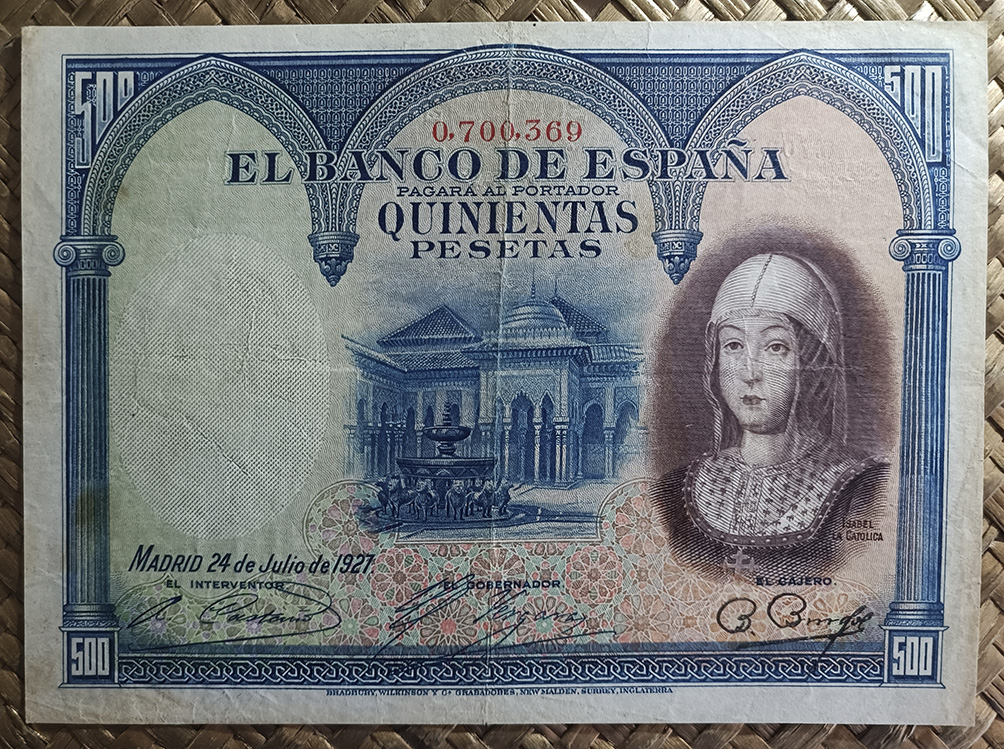 500 500
0,700,369
EL BANCO DE ESPAÑA
PAGARÁ AL PORTADOR
QUINIENTAS
PESETAS
ISABEL
LA CATOLICA
MADRID 24 de Julio de 1927
EL INTERVENTOR EL GOBERNADOR EL CAJERO.
500 500
BRADBURY, WILKINSON Y Cª GRABADORES, NEW MALDEN, SURREY, INGLATERRA